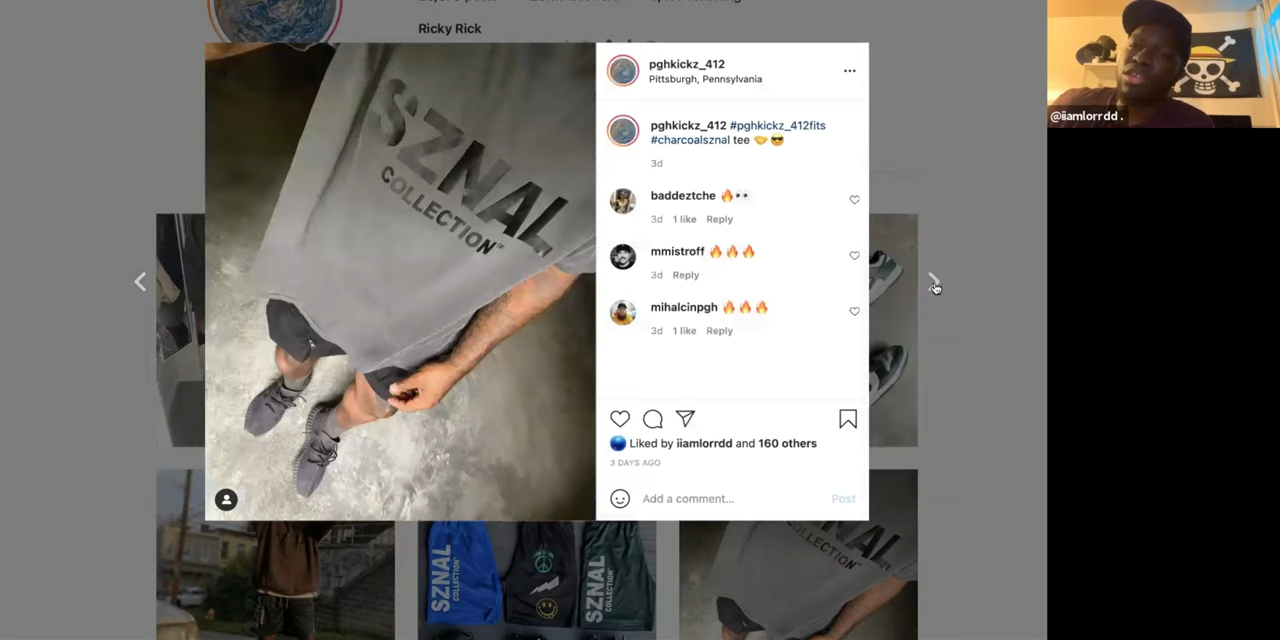 Ricky Rick
pghkickz_412
Pittsburgh, Pennsylvania
pghkickz_412 #pghkickz_412fits
#charcoalsznal tee 🤝 😎
3d
baddeztche 🔥👀
3d 1 like Reply
mmistroff 🔥🔥🔥
3d Reply
mihalcinpgh 🔥🔥🔥
3d 1 like Reply
Liked by iiamlorrdd and 160 others
3 DAYS AGO
Add a comment... Post
SZNAL
COLLECTION™
@iiamlorrdd .
SZNAL
COLLECTION
SZNAL
COLLECTION
COLLECTION